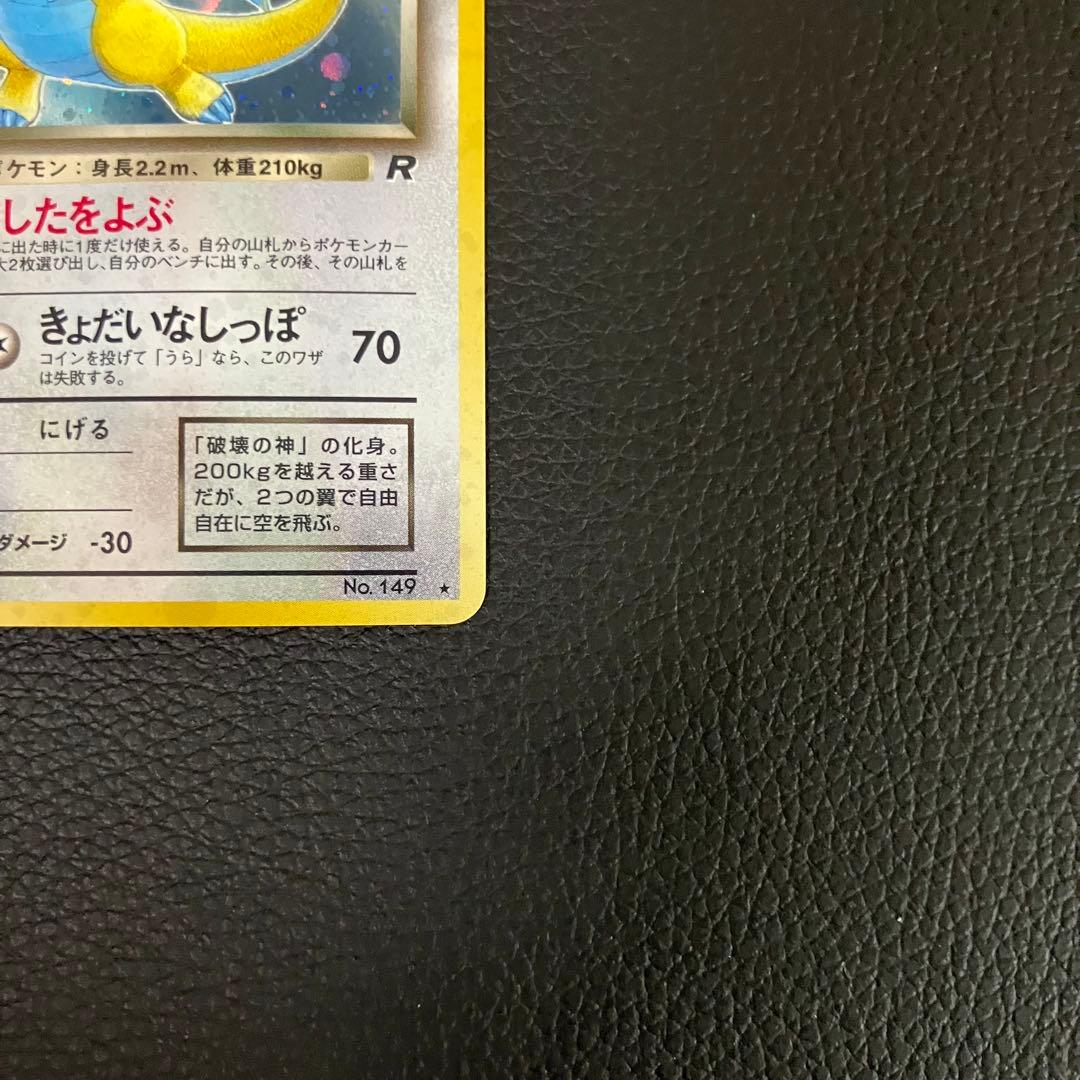 ケモン：身長2.2m、体重210kg R
したをよぶ
に出た時に1度だけ使える。自分の山札からポケモンカー
大2枚選び出し、自分のベンチに出す。その後、その山札を
きょだいなしっぽ 70
コインを投げて「うら」なら、このワザ
は失敗する。
にげる
「破壊の神」の化身。
200kgを越える重さ
だが、2つの翼で自由
自在に空を飛ぶ。
ダメージ -30
No. 149 ★